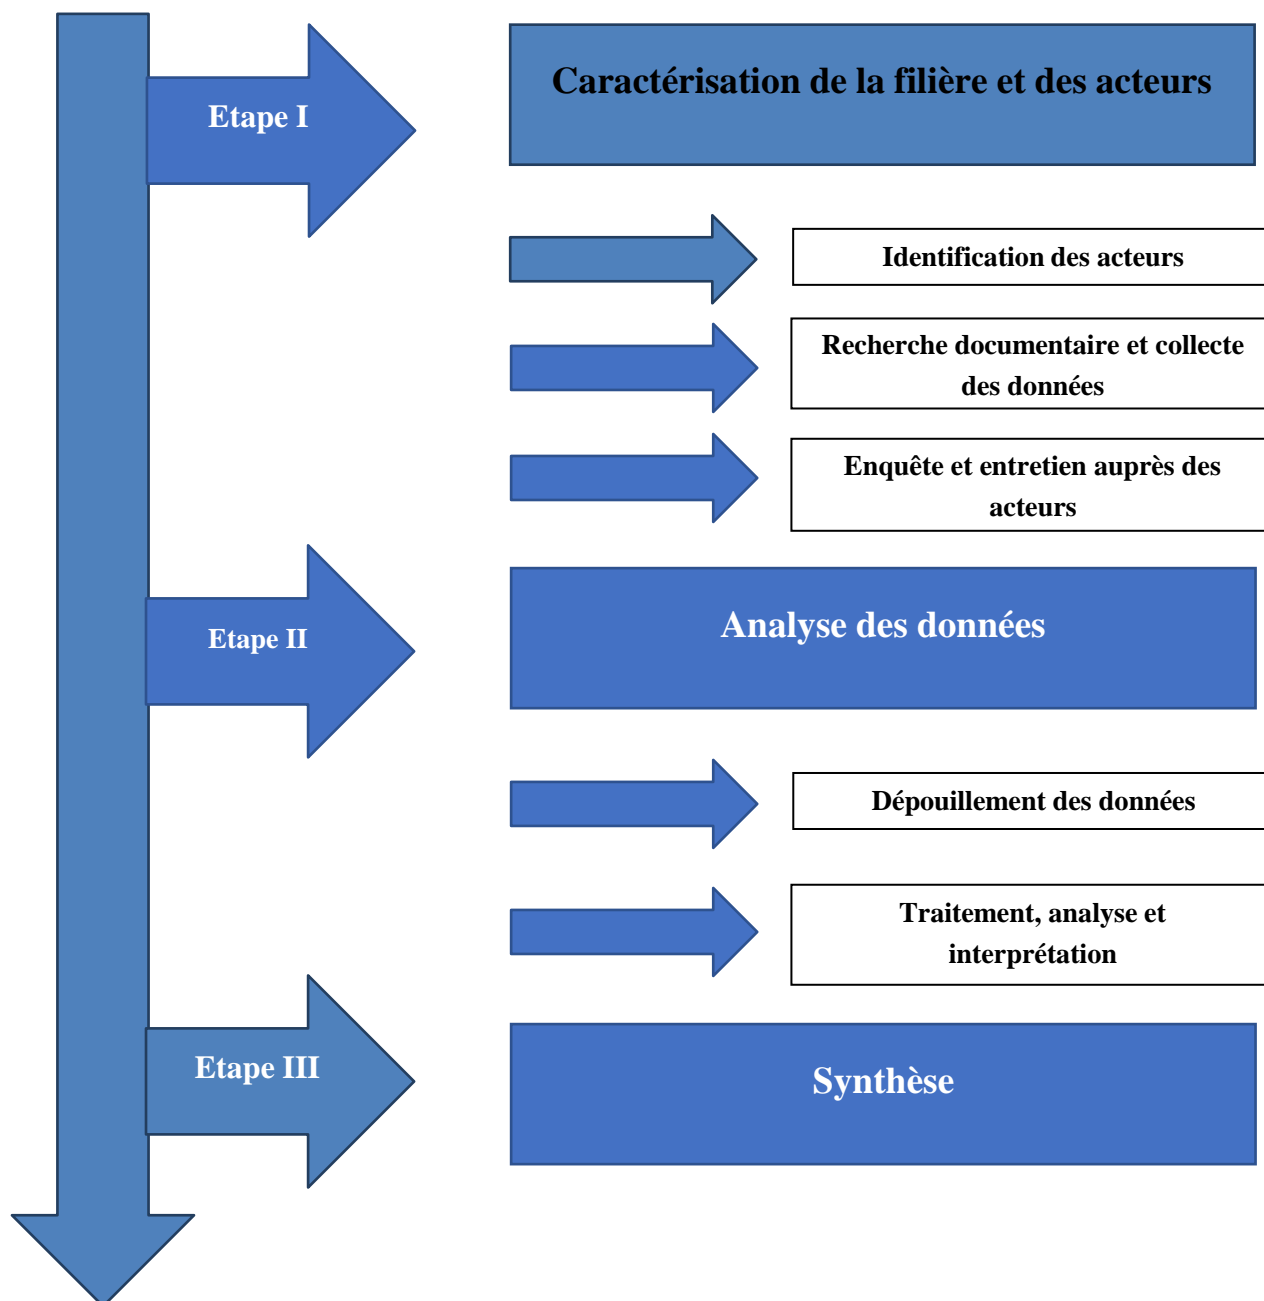 Etape I
Caractérisation de la filière et des acteurs
Identification des acteurs
Recherche documentaire et collecte
des données
Enquête et entretien auprès des
acteurs
Etape II
Analyse des données
Dépouillement des données
Traitement, analyse et
interprétation
Etape III
Synthèse